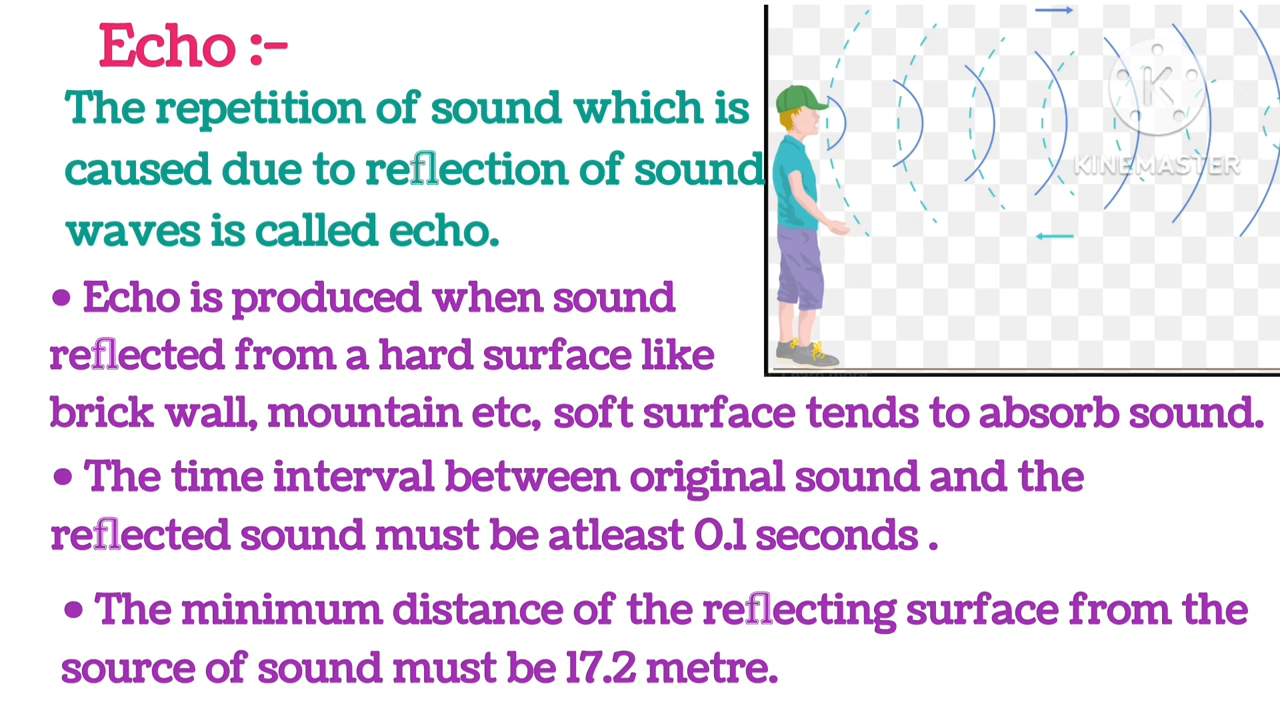 Echo :-
The repetition of sound which is
caused due to reflection of sound
waves is called echo.
• Echo is produced when sound
reflected from a hard surface like
brick wall, mountain etc, soft surface tends to absorb sound.
• The time interval between original sound and the
reflected sound must be atleast 0.1 seconds .
• The minimum distance of the reflecting surface from the
source of sound must be 17.2 metre.
K
KINEMASTER